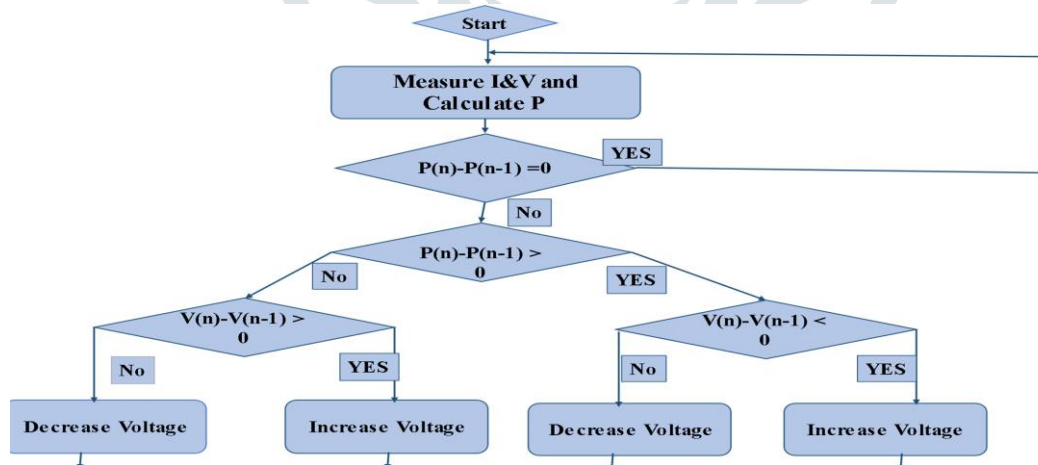 Start
Measure I&V and
Calculate P
P(n)-P(n-1) =0
YES
No
P(n)-P(n-1) >
0
No
YES
V(n)-V(n-1) >
0
V(n)-V(n-1) <
0
No
YES
No
YES
Decrease Voltage
Increase Voltage
Decrease Voltage
Increase Voltage